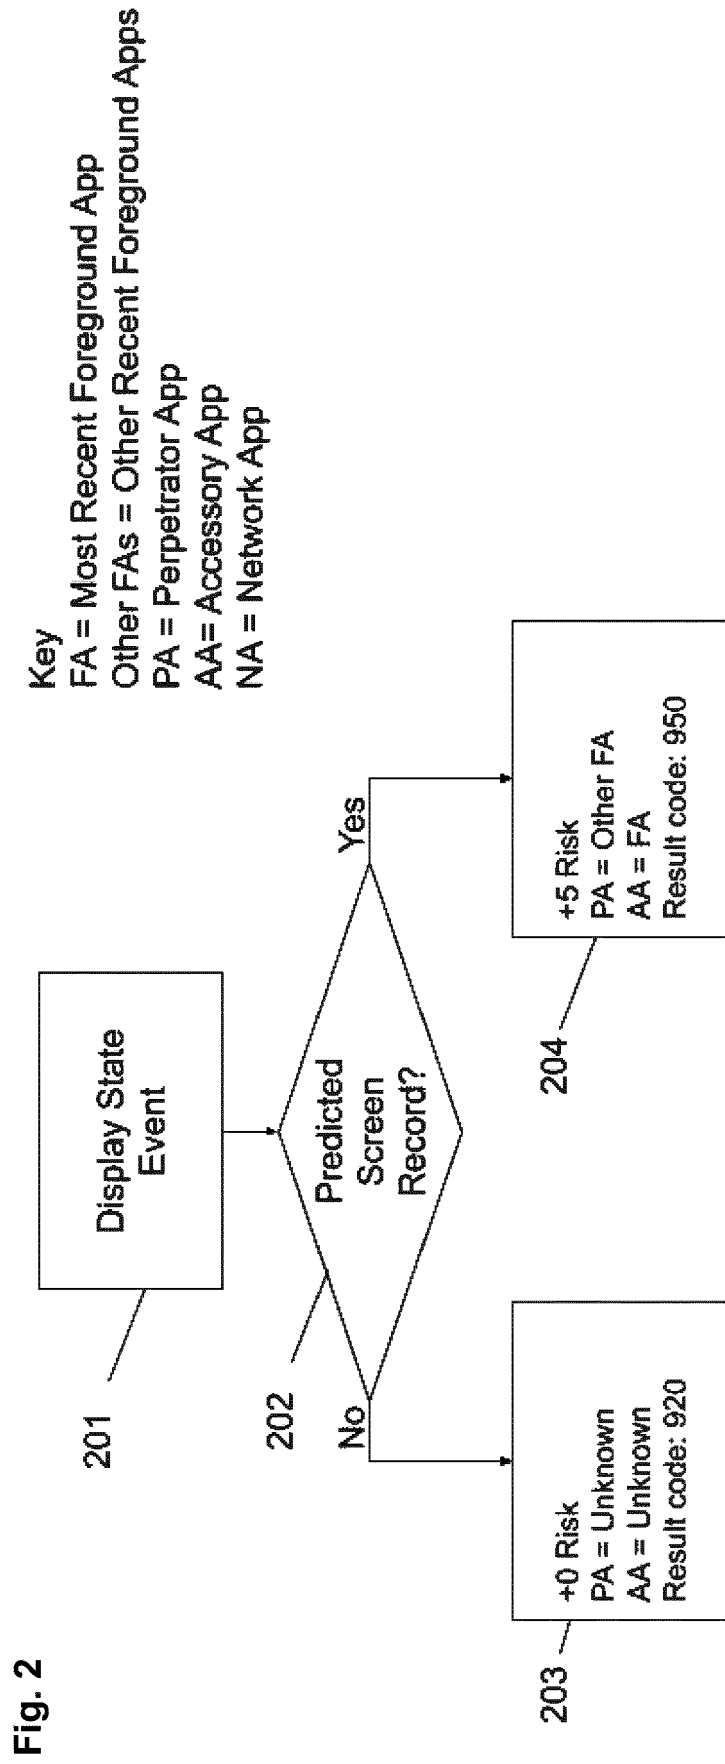 Fig. 2
Key
FA = Most Recent Foreground App
Other FAs = Other Recent Foreground Apps
PA = Perpetrator App
AA= Accessory App
NA = Network App
201
Display State
Event
202
Predicted
Screen
Record?
No
Yes
203
+0 Risk
PA = Unknown
AA = Unknown
Result code: 920
204
+5 Risk
PA = Other FA
AA = FA
Result code: 950